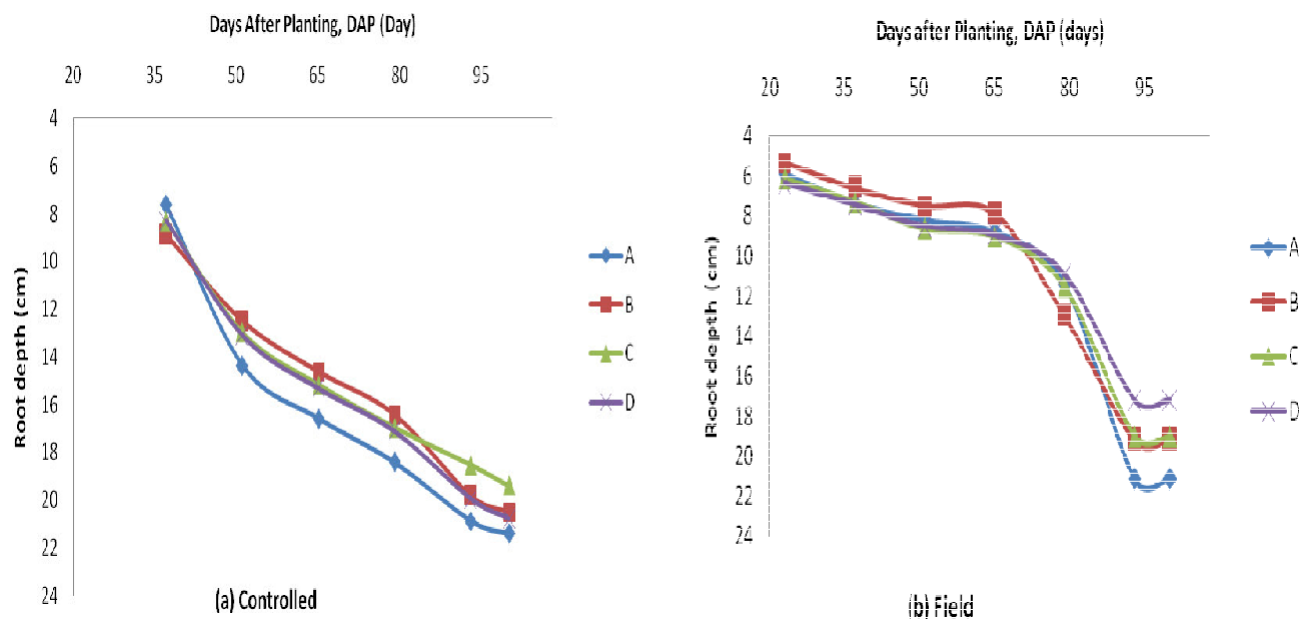 Days After Planting, DAP (Day)
20 35 50 65 80 95
4
6
8
10
12
14
16
18
20
22
24
Root depth (cm)
A
B
C
D
(a) Controlled
Days after Planting, DAP (days)
20 35 50 65 80 95
4
6
8
10
12
14
16
18
20
22
24
Root depth (cm)
A
B
C
D
(b) Field